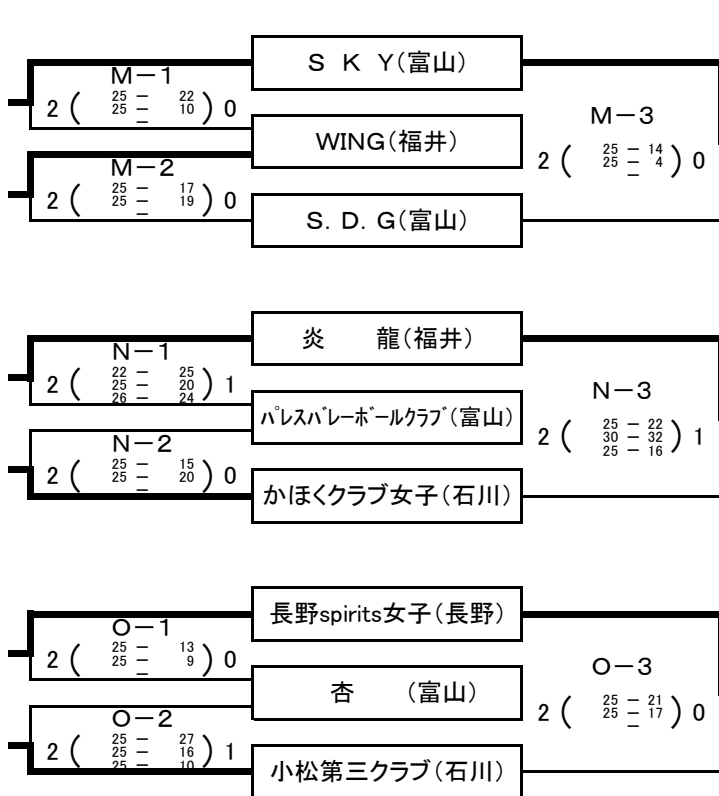 S K Y(富山)
M-1
2 ( 25 - 22 ) 0
25 - 10
-
WING(福井)
M-3
2 ( 25 - 14 ) 0
25 - 4
-
M-2
2 ( 25 - 17 ) 0
25 - 19
-
S. D. G(富山)
炎 龍(福井)
N-1
2 ( 22 - 25 ) 1
25 - 20
26 - 24
パレスバレーボールクラブ(富山)
N-3
2 ( 25 - 22 ) 1
30 - 32
25 - 16
N-2
2 ( 25 - 15 ) 0
25 - 20
-
かほくクラブ女子(石川)
長野spirits女子(長野)
O-1
2 ( 25 - 13 ) 0
25 - 9
-
杏 (富山)
O-3
2 ( 25 - 21 ) 0
25 - 17
-
O-2
2 ( 25 - 27 ) 1
25 - 16
25 - 10
小松第三クラブ(石川)